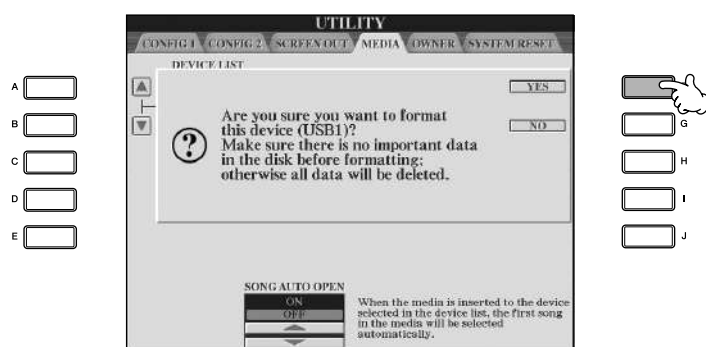 UTILITY
CONFIG 1 CONFIG 2 SCREEN OUT MEDIA OWNER SYSTEM RESET
DEVICE LIST
YES
Are you sure you want to format
this device (USB1)?
Make sure there is no important data
in the disk before formatting;
otherwise all data will be deleted.
?
NO
A
B
C
D
E
G
H
I
J
SONG AUTO OPEN
ON
OFF
When the media is inserted to the device
selected in the device list, the first song
in the media will be selected
automatically.